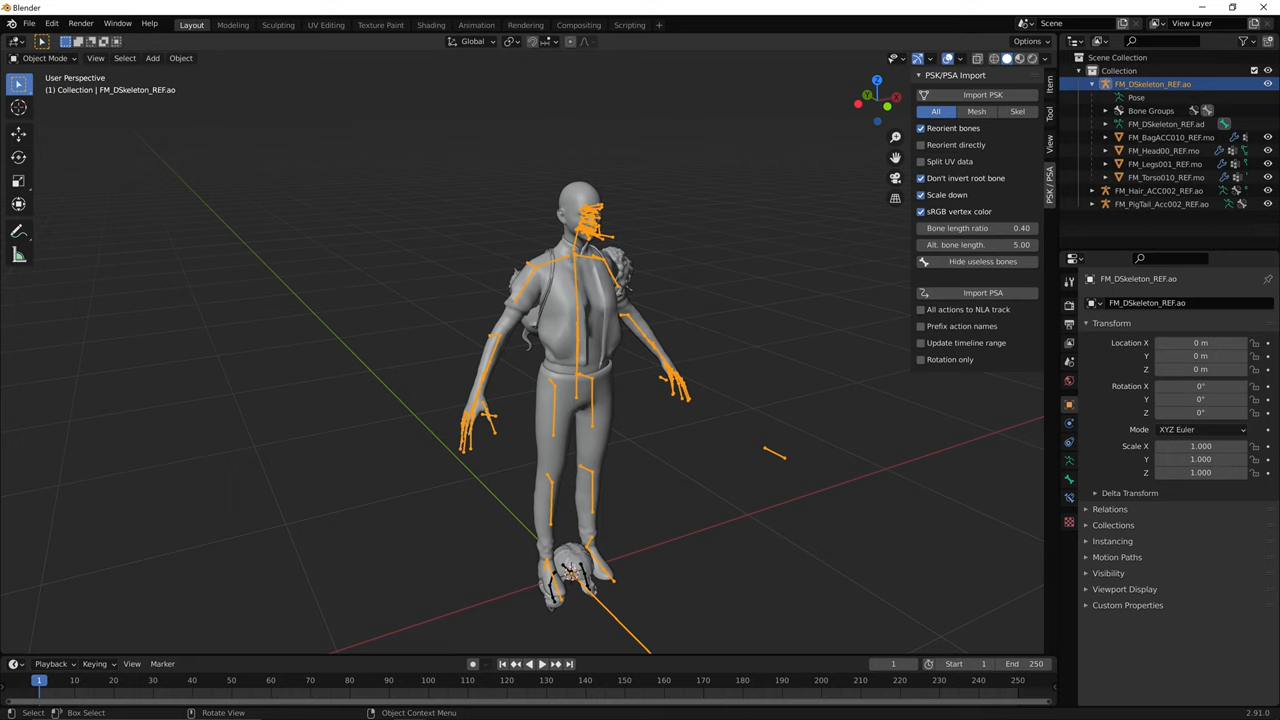 Blender
File Edit Render Window Help
Layout Modeling Sculpting UV Editing Texture Paint Shading Animation Rendering Compositing Scripting +
Scene
View Layer
Global
Options
Object Mode View Select Add Object
User Perspective
(1) Collection | FM_DSkeleton_REF.ao
Z
Y
X
PSK/PSA Import
Import PSK
All Mesh Skel
Reorient bones
Reorient directly
Split UV data
Don't invert root bone
Scale down
sRGB vertex color
Bone length ratio 0.40
Alt. bone length. 5.00
Hide useless bones
Import PSA
All actions to NLA track
Prefix action names
Update timeline range
Rotation only
Item
Tool
View
PSK / PSA
Scene Collection
Collection
FM_DSkeleton_REF.ao
Pose
Bone Groups
FM_DSkeleton_REF.ad
FM_BagACC010_REF.mo
FM_Head00_REF.mo
FM_Legs001_REF.mo
FM_Torso010_REF.mo
FM_Hair_ACC002_REF.ao
FM_PigTail_Acc002_REF.ao
FM_DSkeleton_REF.ao
FM_DSkeleton_REF.ao
Transform
Location X 0 m
Y 0 m
Z 0 m
Rotation X 0°
Y 0°
Z 0°
Mode XYZ Euler
Scale X 1.000
Y 1.000
Z 1.000
Delta Transform
Relations
Collections
Instancing
Motion Paths
Visibility
Viewport Display
Custom Properties
Playback Keying View Marker
1 Start 1 End 250
1 10 20 30 40 50 60 70 80 90 100 110 120 130 140 150 160 170 180 190 200 210 220 230 240 250
Select Box Select Rotate View Object Context Menu 2.91.0